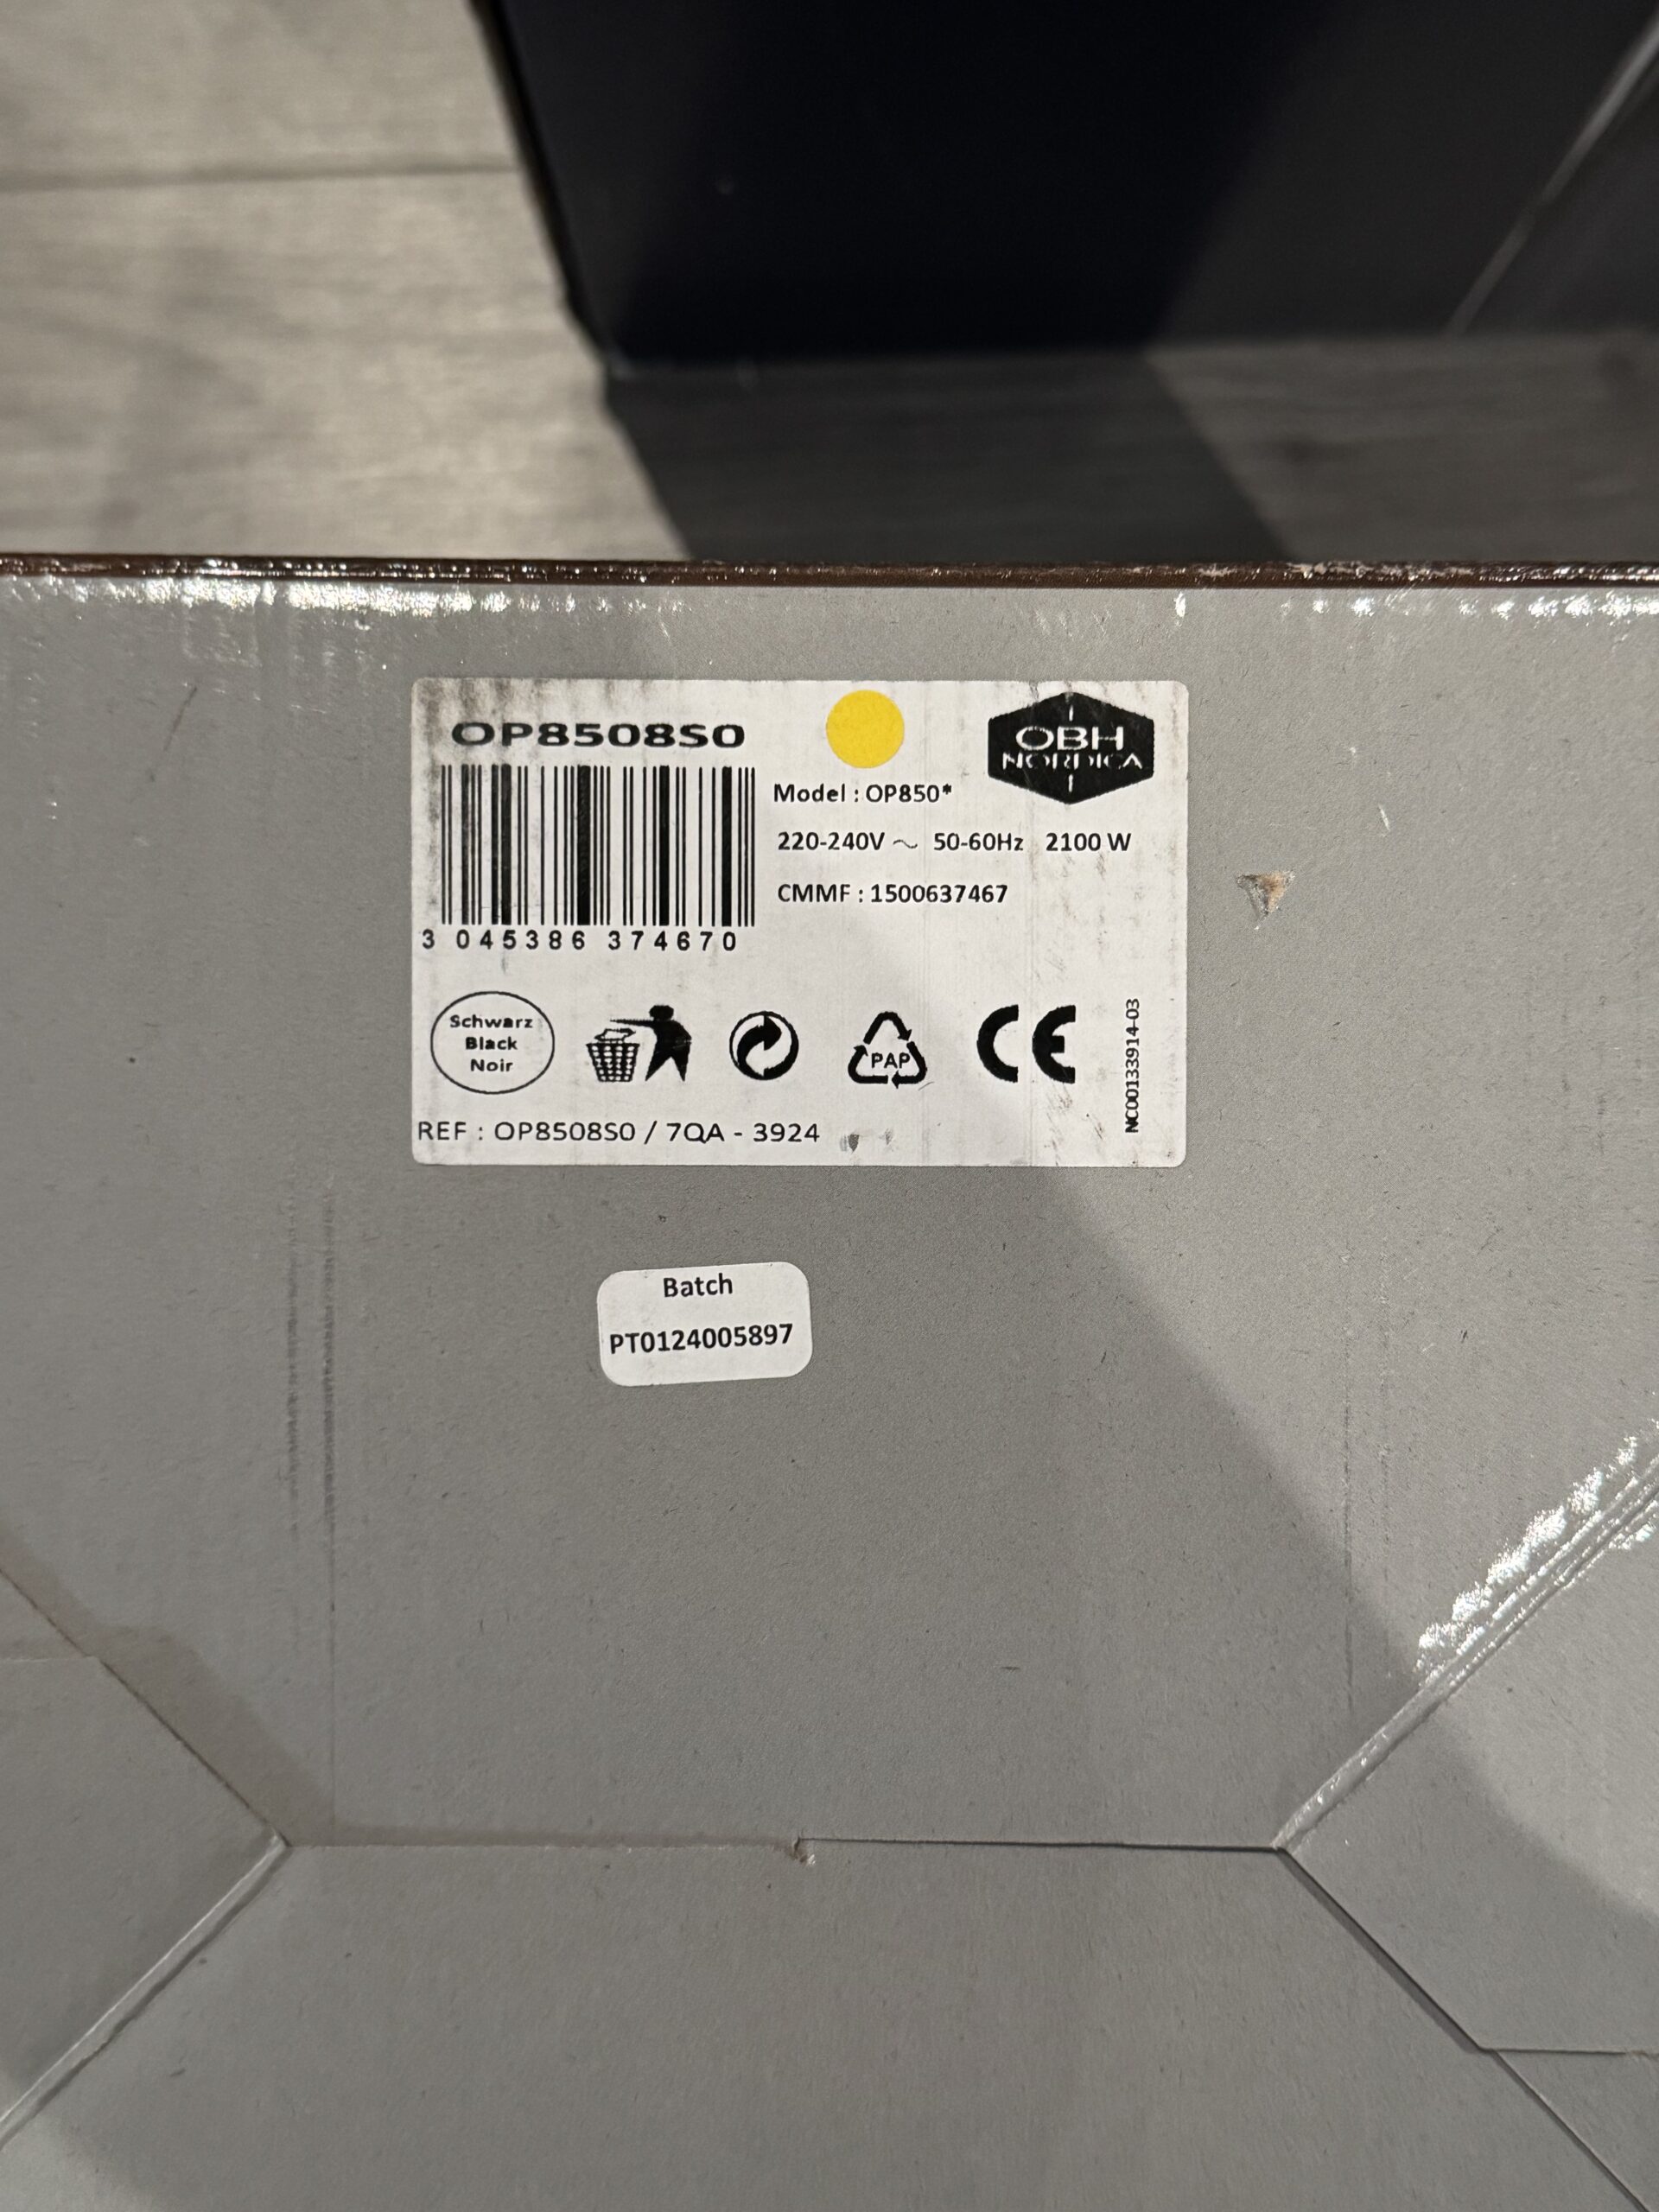 OP8508S0
OBH
NORDICA
Model : OP850*
220-240V ~ 50-60Hz 2100 W
CMMF : 1500637467
3 045386 374670
Schwarz
Black
Noir
PAP
CE
NC00133914-03
REF : OP8508S0 / 7QA - 3924
Batch
PT0124005897